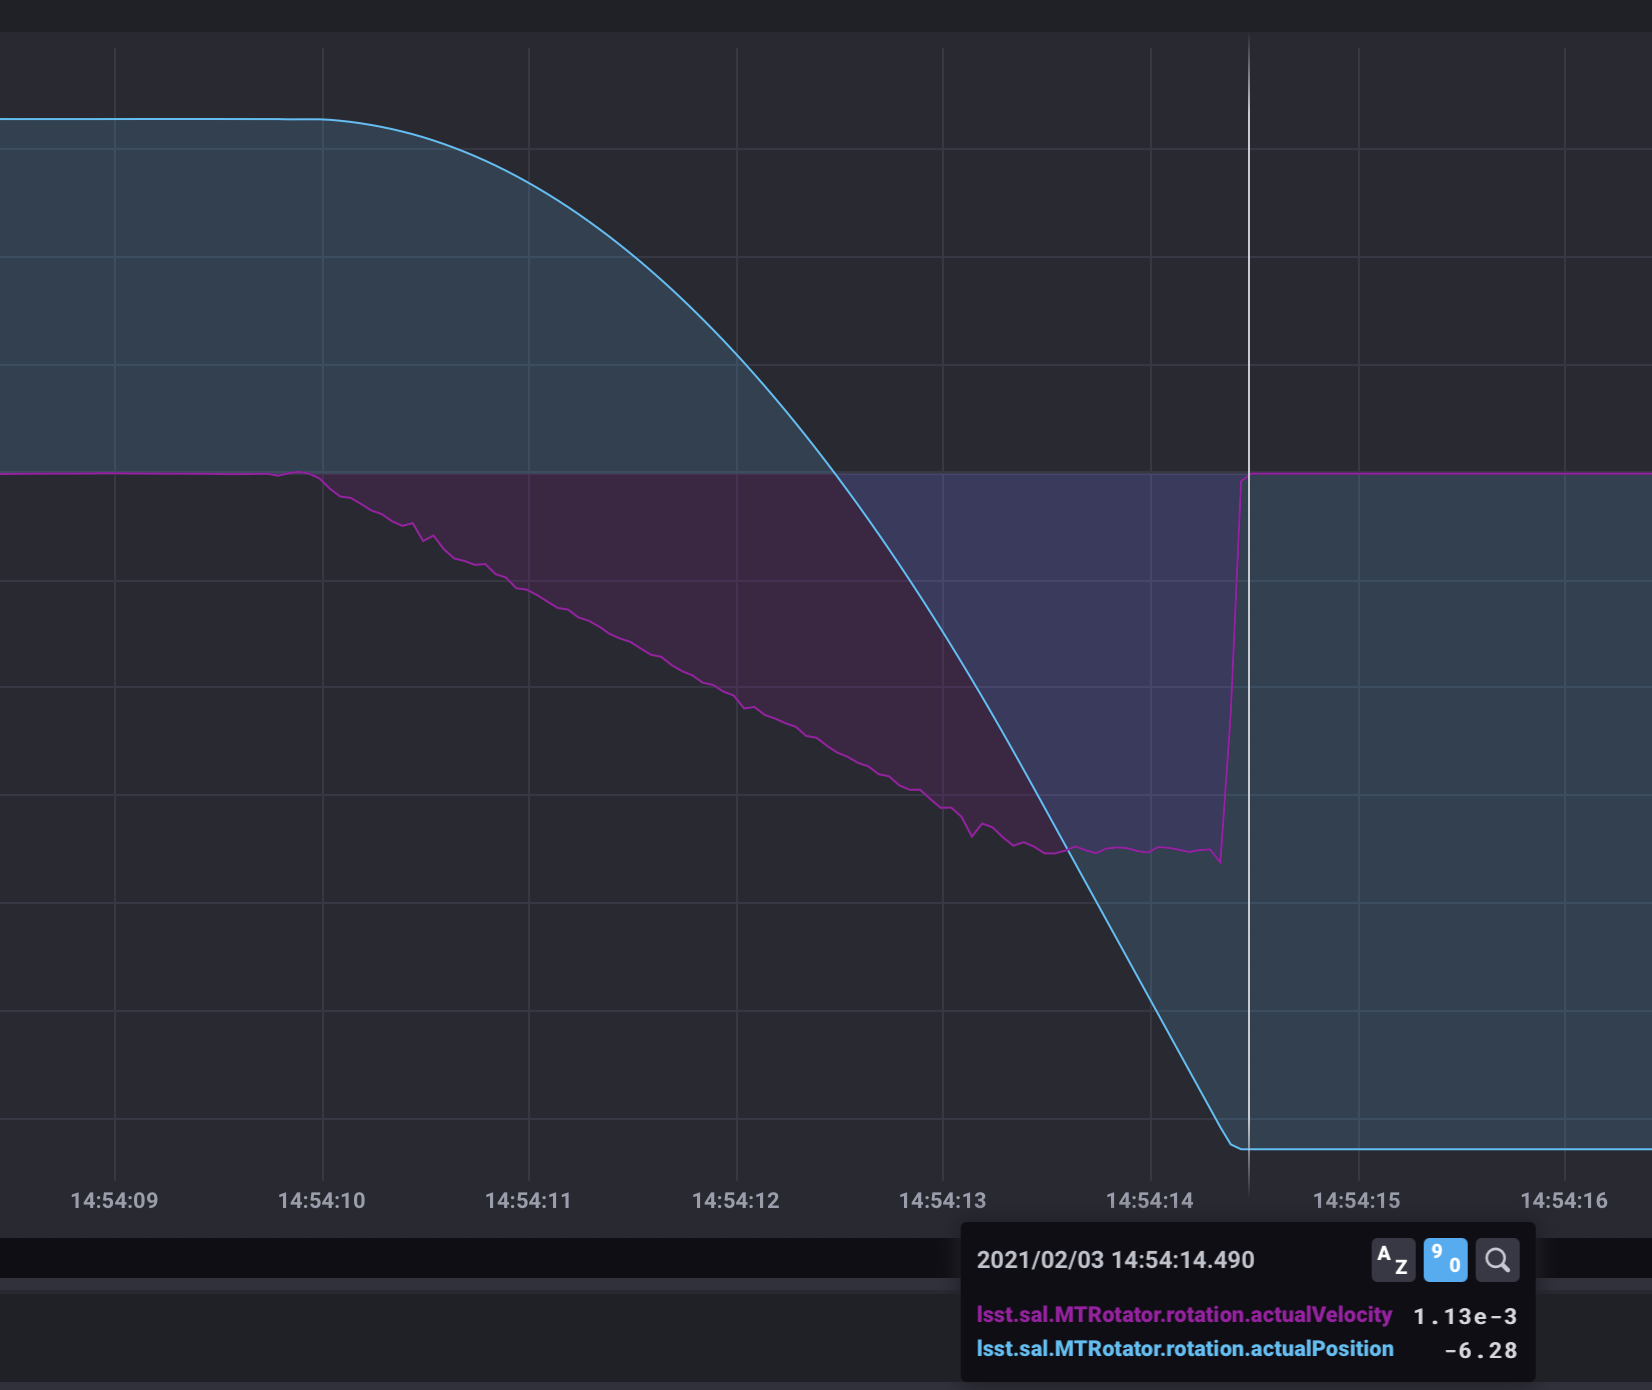 14:54:09 14:54:10 14:54:11 14:54:12 14:54:13 14:54:14 14:54:15 14:54:16
2021/02/03 14:54:14.490 A Z 9 0
lsst.sal.MTRotator.rotation.actualVelocity 1.13e-3
lsst.sal.MTRotator.rotation.actualPosition -6.28